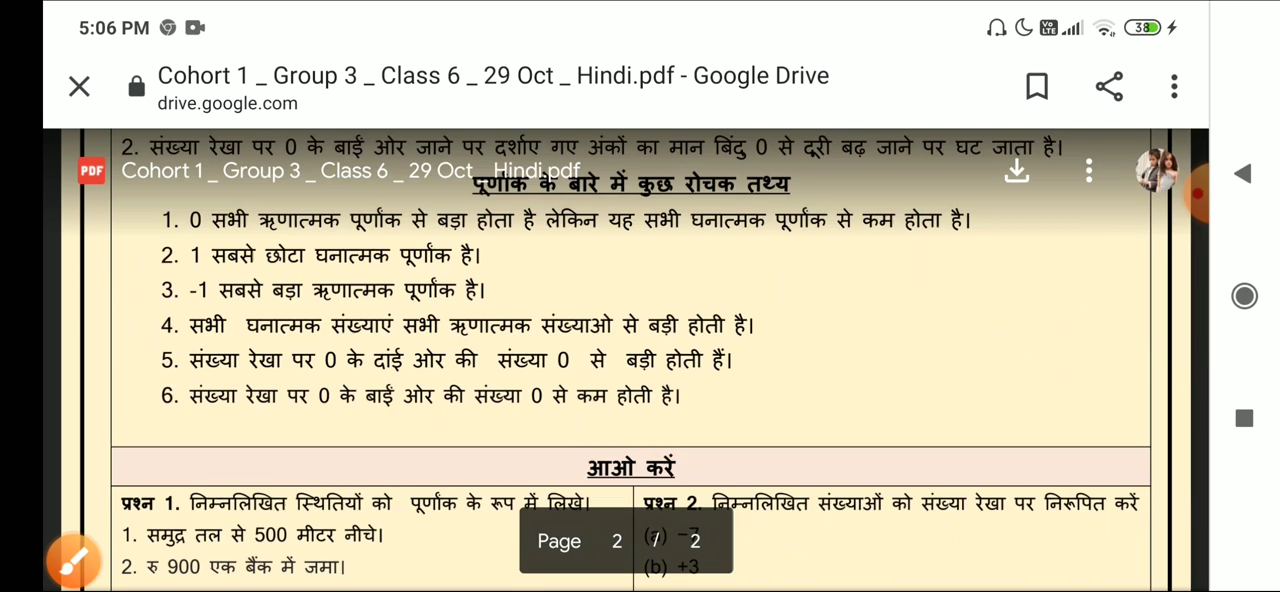 5:06 PM
38
Cohort 1 _ Group 3 _ Class 6 _ 29 Oct _ Hindi.pdf - Google Drive
drive.google.com
2. संख्या रेखा पर 0 के बाईं ओर जाने पर दर्शाए गए अंकों का मान बिंदु 0 से दूरी बढ़ जाने पर घट जाता है।
PDF Cohort 1 _ Group 3 _ Class 6 _ 29 Oct _ Hindi.pdf
पूर्णांक के बारे में कुछ रोचक तथ्य
1. 0 सभी ऋणात्मक पूर्णांक से बड़ा होता है लेकिन यह सभी घनात्मक पूर्णांक से कम होता है।
2. 1 सबसे छोटा घनात्मक पूर्णांक है।
3. -1 सबसे बड़ा ऋणात्मक पूर्णांक है।
4. सभी घनात्मक संख्याएं सभी ऋणात्मक संख्याओ से बड़ी होती है।
5. संख्या रेखा पर 0 के दांई ओर की संख्या 0 से बड़ी होती हैं।
6. संख्या रेखा पर 0 के बाईं ओर की संख्या 0 से कम होती है।
आओ करें
प्रश्न 1. निम्नलिखित स्थितियों को पूर्णांक के रूप में लिखे।
1. समुद्र तल से 500 मीटर नीचे।
2. रु 900 एक बैंक में जमा।
प्रश्न 2. निम्नलिखित संख्याओं को संख्या रेखा पर निरूपित करें
(a) −7
(b) +3
Page 2 / 2